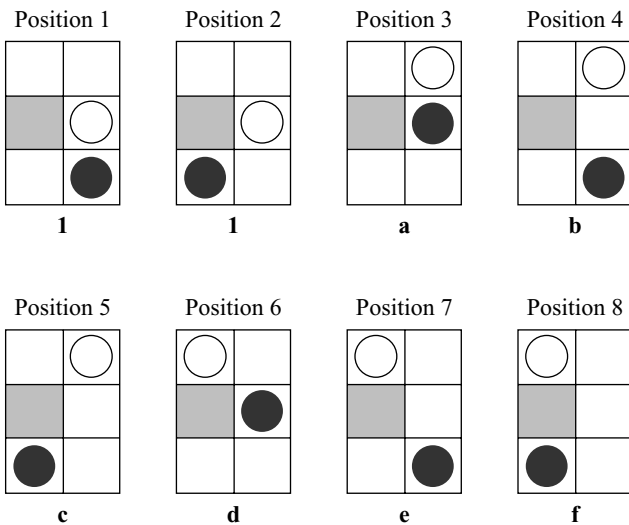 Position 1 Position 2 Position 3 Position 4
1 1 a b
Position 5 Position 6 Position 7 Position 8
c d e f